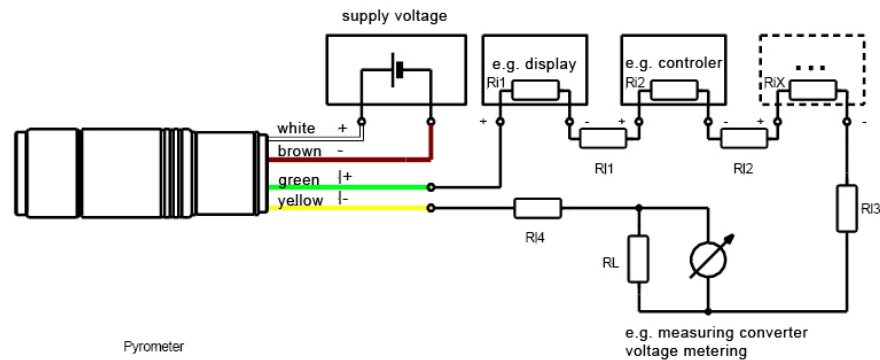 supply voltage
e.g. display
e.g. controler
...
Ri1
Ri2
RiX
white +
+ - + - + -
brown -
Rl1
Rl2
green I+
yellow I-
Rl3
Rl4
RL
e.g. measuring converter
voltage metering
Pyrometer